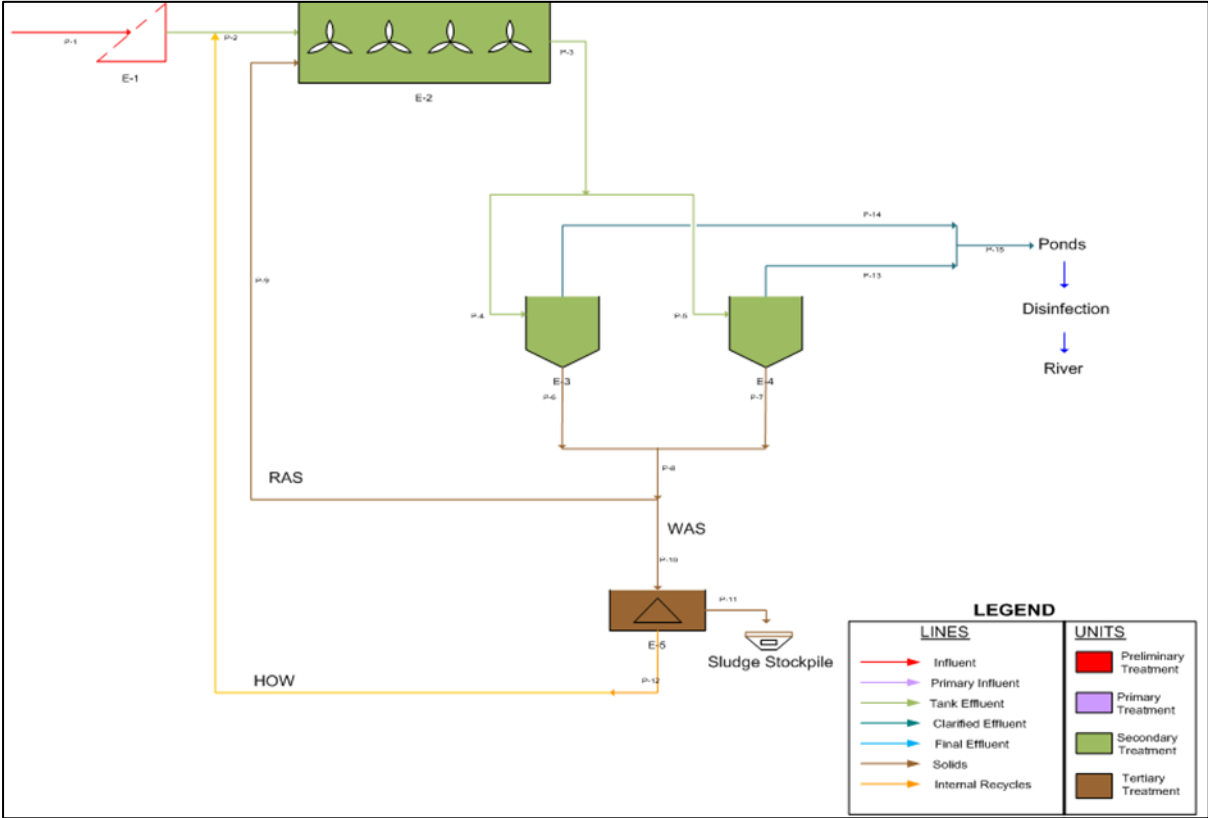 P-1
P-2
P-3
E-1
E-2
P-14
P-15
Ponds
P-9
P-13
Disinfection
P-4
P-5
River
E-3
E-4
P-6
P-7
P-8
RAS
WAS
P-10
P-11
E-5
Sludge Stockpile
HOW
P-12
LEGEND
LINES
Influent
Primary Influent
Tank Effluent
Clarified Effluent
Final Effluent
Solids
Internal Recycles
UNITS
Preliminary
Treatment
Primary
Treatment
Secondary
Treatment
Tertiary
Treatment